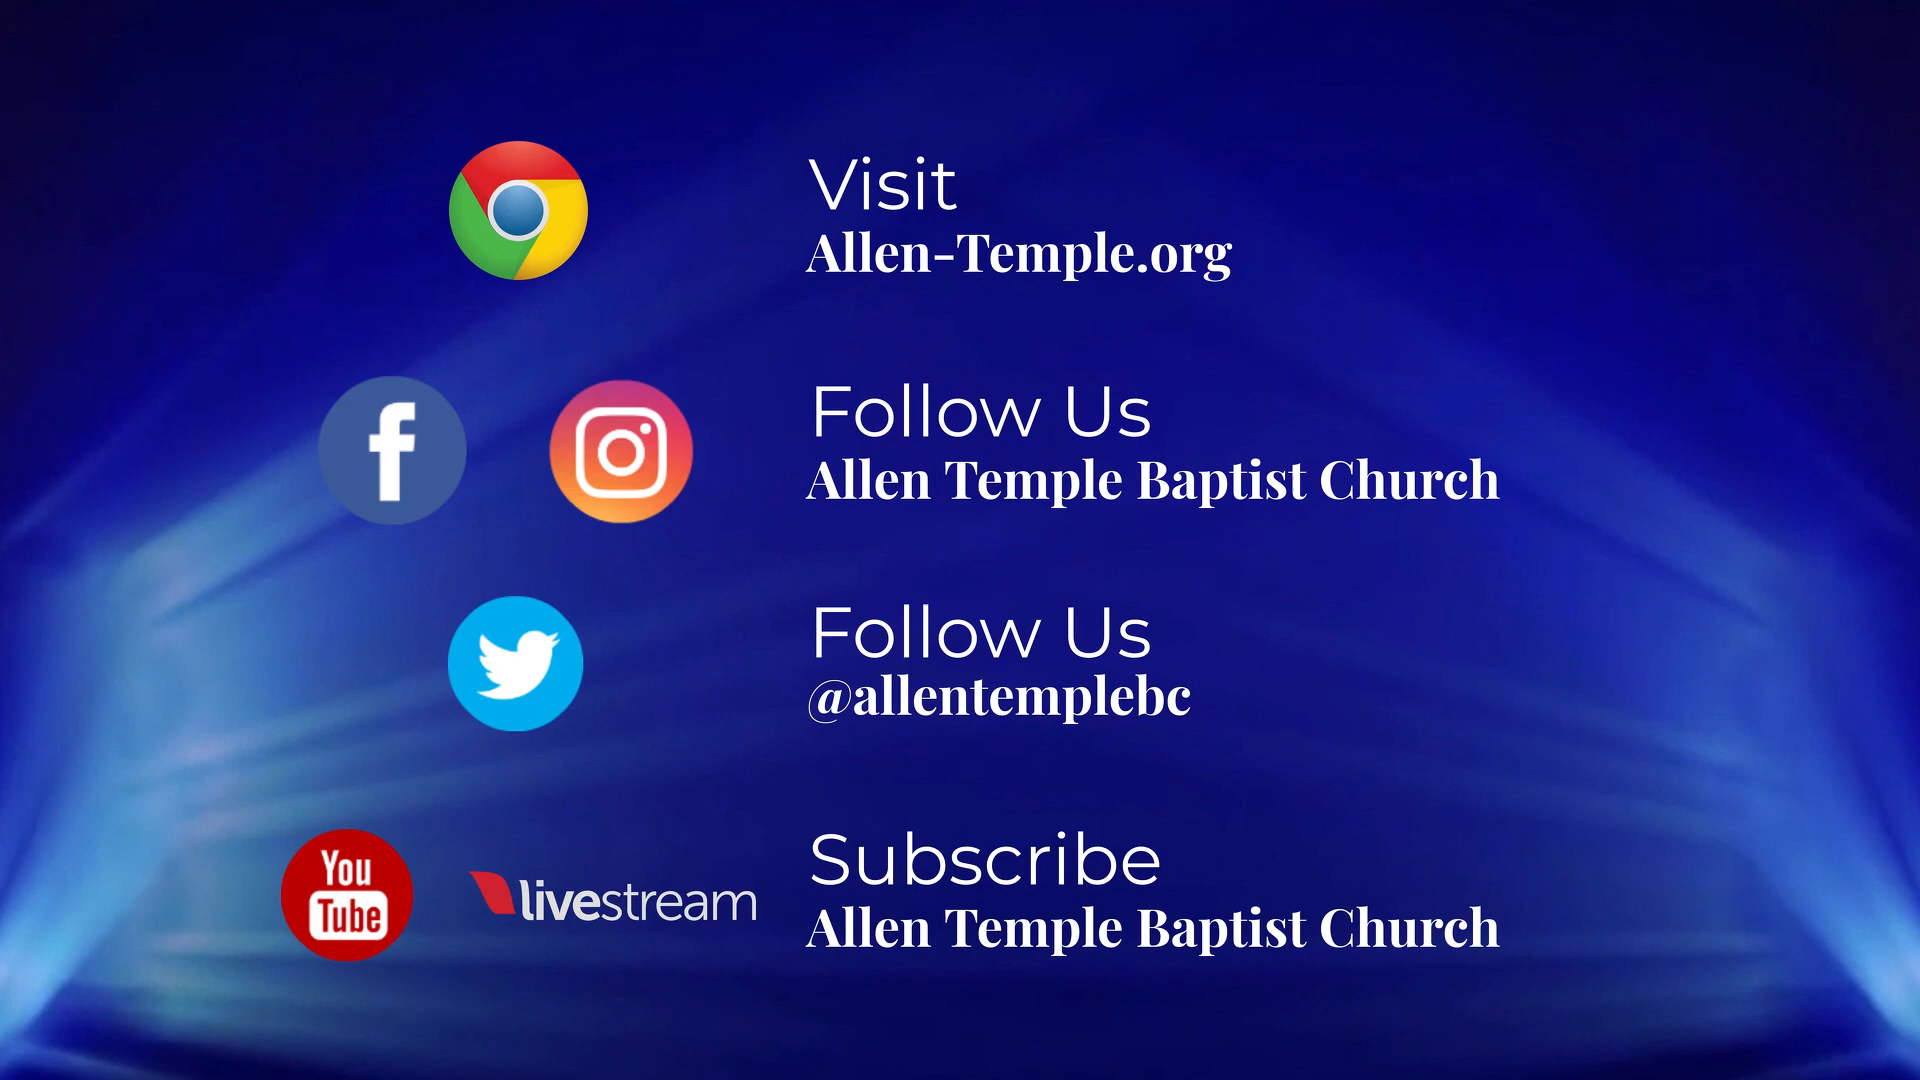 Visit
Allen-Temple.org
Follow Us
Allen Temple Baptist Church
Follow Us
@allentemplebc
You
Tube
livestream
Subscribe
Allen Temple Baptist Church